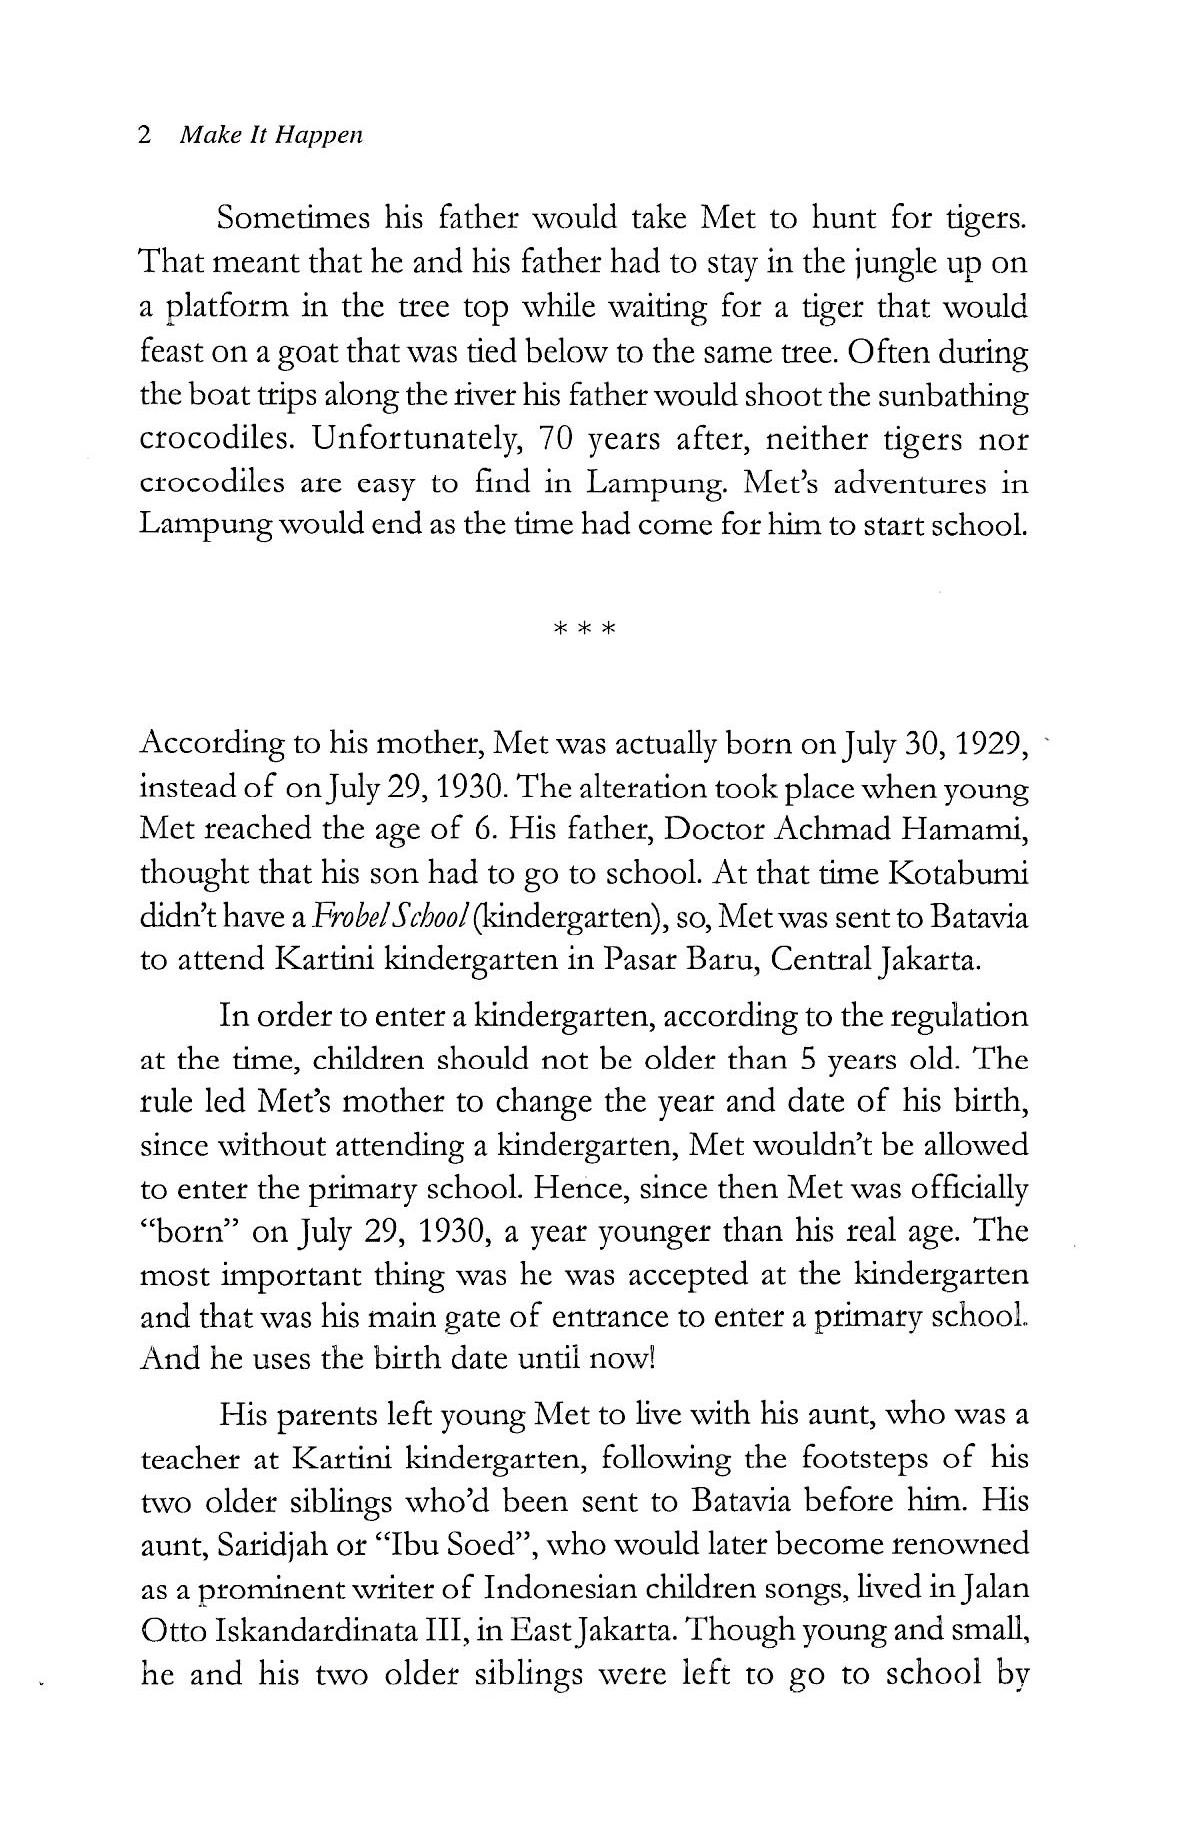 2 Make It Happen
Sometimes his father would take Met to hunt for tigers.
That meant that he and his father had to stay in the jungle up on
a platform in the tree top while waiting for a tiger that would
feast on a goat that was tied below to the same tree. Often during
the boat trips along the river his father would shoot the sunbathing
crocodiles. Unfortunately, 70 years after, neither tigers nor
crocodiles are easy to find in Lampung. Met's adventures in
Lampung would end as the time had come for him to start school.
* * *
According to his mother, Met was actually born on July 30, 1929,
instead of on July 29, 1930. The alteration took place when young
Met reached the age of 6. His father, Doctor Achmad Hamami,
thought that his son had to go to school. At that time Kotabumi
didn't have a Frobel School (kindergarten), so, Met was sent to Batavia
to attend Kartini kindergarten in Pasar Baru, Central Jakarta.
In order to enter a kindergarten, according to the regulation
at the time, children should not be older than 5 years old. The
rule led Met's mother to change the year and date of his birth,
since without attending a kindergarten, Met wouldn't be allowed
to enter the primary school. Hence, since then Met was officially
“born” on July 29, 1930, a year younger than his real age. The
most important thing was he was accepted at the kindergarten
and that was his main gate of entrance to enter a primary school.
And he uses the birth date until now!
His parents left young Met to live with his aunt, who was a
teacher at Kartini kindergarten, following the footsteps of his
two older siblings who'd been sent to Batavia before him. His
aunt, Saridjah or “Ibu Soed”, who would later become renowned
as a prominent writer of Indonesian children songs, lived in Jalan
Otto Iskandardinata III, in East Jakarta. Though young and small,
he and his two older siblings were left to go to school by